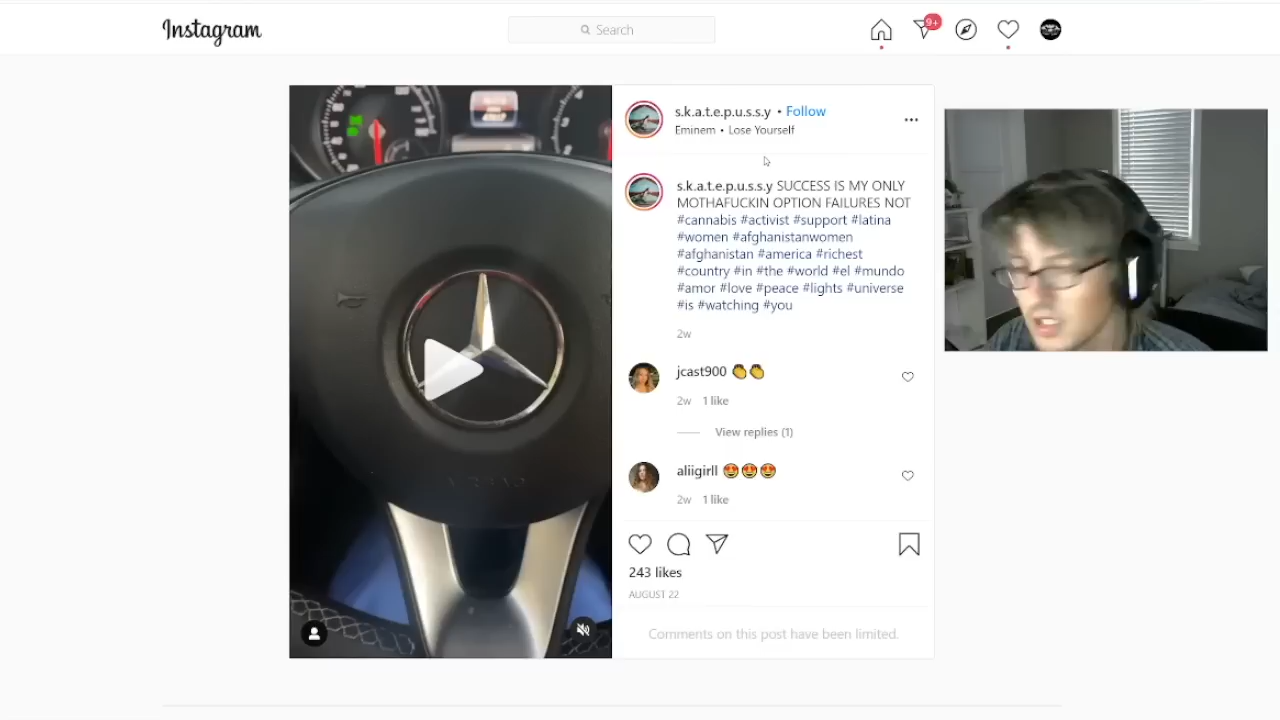 Instagram
Search
9+
s.k.a.t.e.p.u.s.s.y • Follow
Eminem • Lose Yourself
s.k.a.t.e.p.u.s.s.y SUCCESS IS MY ONLY
MOTHAFUCKIN OPTION FAILURES NOT
#cannabis #activist #support #latina
#women #afghanistanwomen
#afghanistan #america #richest
#country #in #the #world #el #mundo
#amor #love #peace #lights #universe
#is #watching #you
2w
jcast900 👏👏
2w 1 like
View replies (1)
aliigirll 😍😍😍
2w 1 like
243 likes
AUGUST 22
Comments on this post have been limited.